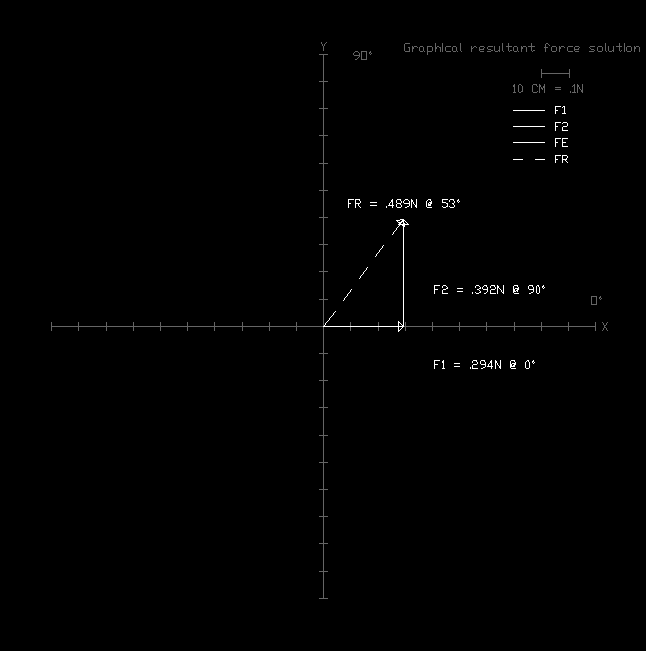 Graphical resultant force solution
Y
90°
10 CM = .1N
F1
F2
FE
FR
FR = .489N @ 53°
F2 = .392N @ 90°
0°
X
F1 = .294N @ 0°